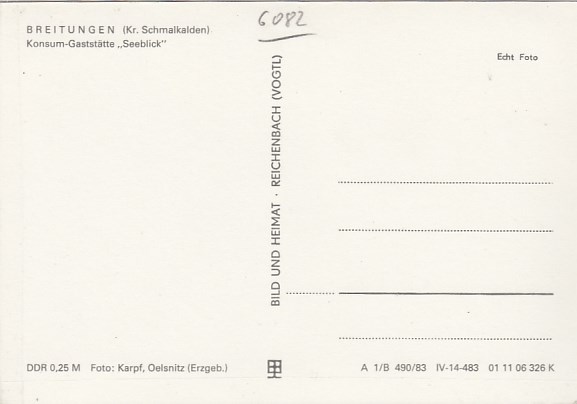 BREITUNGEN (Kr. Schmalkalden)
Konsum-Gaststätte „Seeblick"
6082
Echt Foto
BILD UND HEIMAT · REICHENBACH (VOGTL)
DDR 0,25 M Foto: Karpf, Oelsnitz (Erzgeb.)
A 1/B 490/83 IV-14-483 01 11 06 326 K